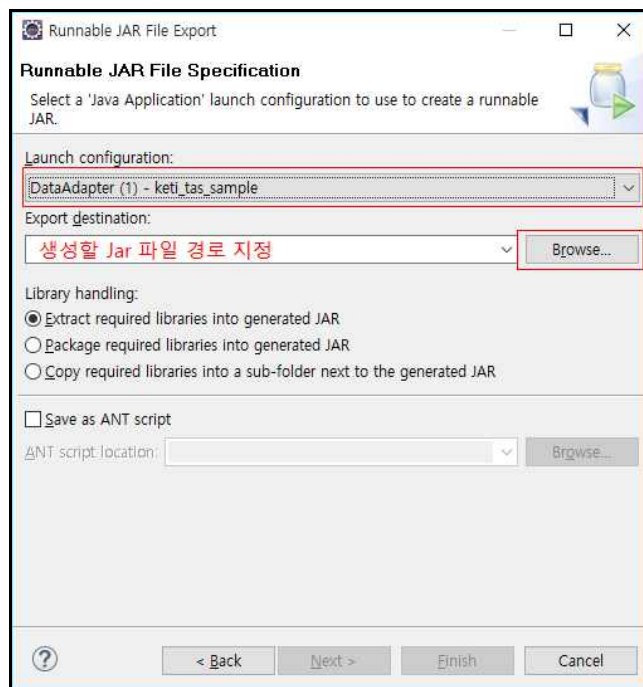 Runnable JAR File Export
Runnable JAR File Specification
Select a 'Java Application' launch configuration to use to create a runnable
JAR.
Launch configuration:
DataAdapter (1) - keti_tas_sample
Export destination:
생성할 Jar 파일 경로 지정
Browse...
Library handling:
Extract required libraries into generated JAR
Package required libraries into generated JAR
Copy required libraries into a sub-folder next to the generated JAR
Save as ANT script
ANT script location:
Browse...
?
< Back
Next >
Finish
Cancel